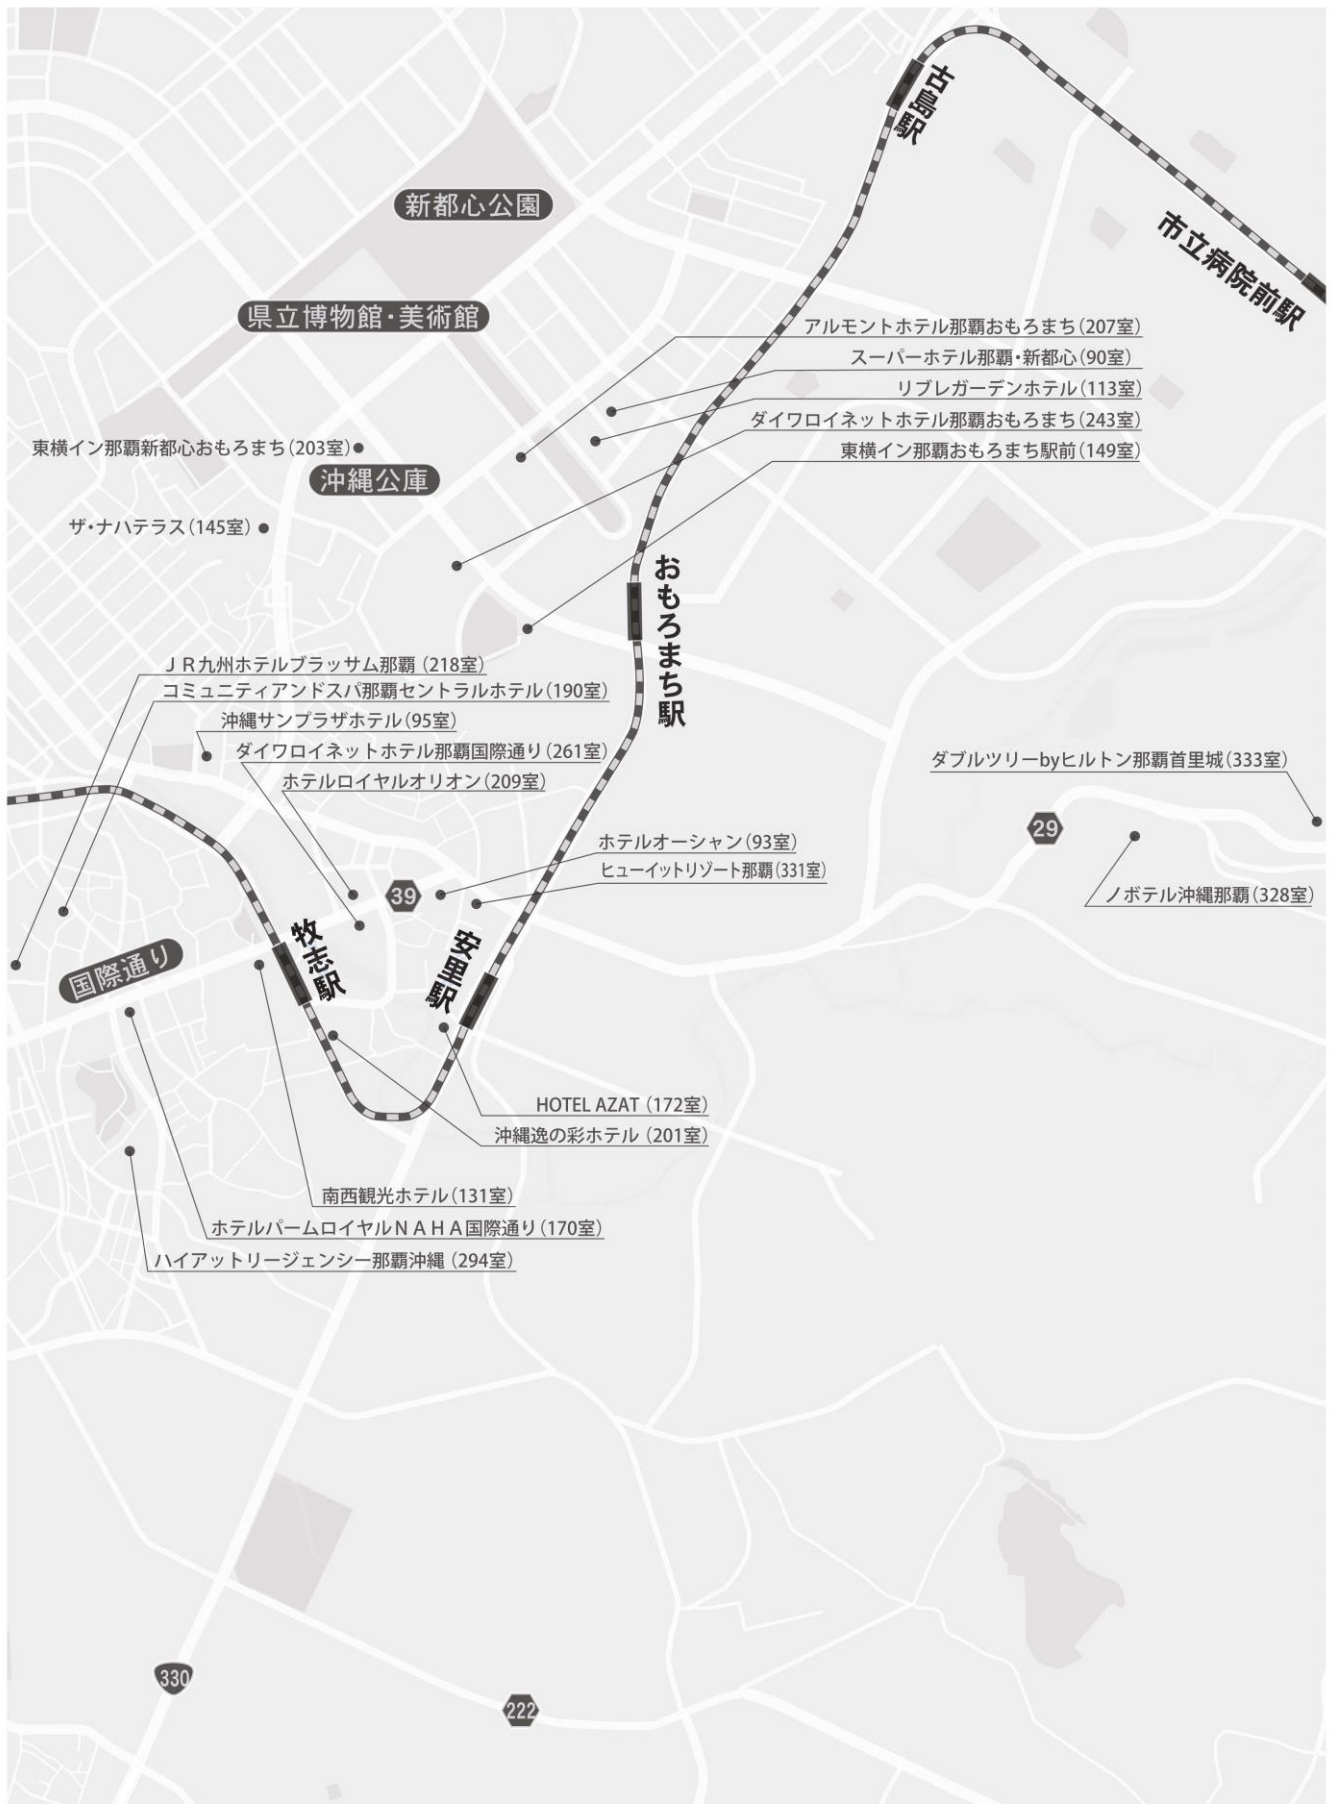 古島駅
新都心公園
市立病院前駅
県立博物館・美術館
アルモントホテル那覇おもろまち(207室)
スーパーホテル那覇・新都心(90室)
リブレガーデンホテル(113室)
ダイワロイネットホテル那覇おもろまち(243室)
東横イン那覇おもろまち駅前(149室)
東横イン那覇新都心おもろまち(203室)
沖縄公庫
ザ・ナハテラス(145室)
おもろまち駅
ＪＲ九州ホテルブラッサム那覇(218室)
コミュニティアンドスパ那覇セントラルホテル(190室)
沖縄サンプラザホテル(95室)
ダイワロイネットホテル那覇国際通り(261室)
ホテルロイヤルオリオン(209室)
ダブルツリーbyヒルトン那覇首里城(333室)
29
ホテルオーシャン(93室)
ヒューイットリゾート那覇(331室)
39
ノボテル沖縄那覇(328室)
牧志駅
安里駅
国際通り
HOTEL AZAT (172室)
沖縄逸の彩ホテル(201室)
南西観光ホテル(131室)
ホテルパームロイヤルＮＡＨＡ国際通り(170室)
ハイアットリージェンシー那覇沖縄(294室)
330
222